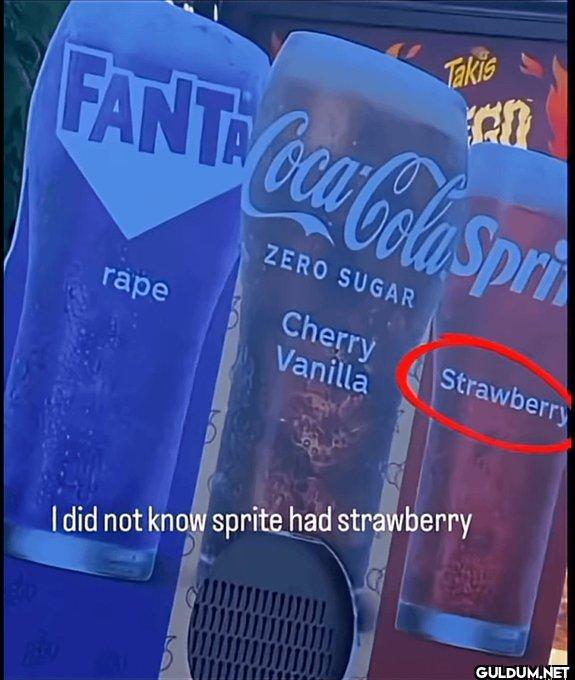 FANTA
rape
Coca-Cola
ZERO SUGAR
Cherry
Vanilla
Spri
Strawberry
Takis
I did not know sprite had strawberry
GULDUM.NET